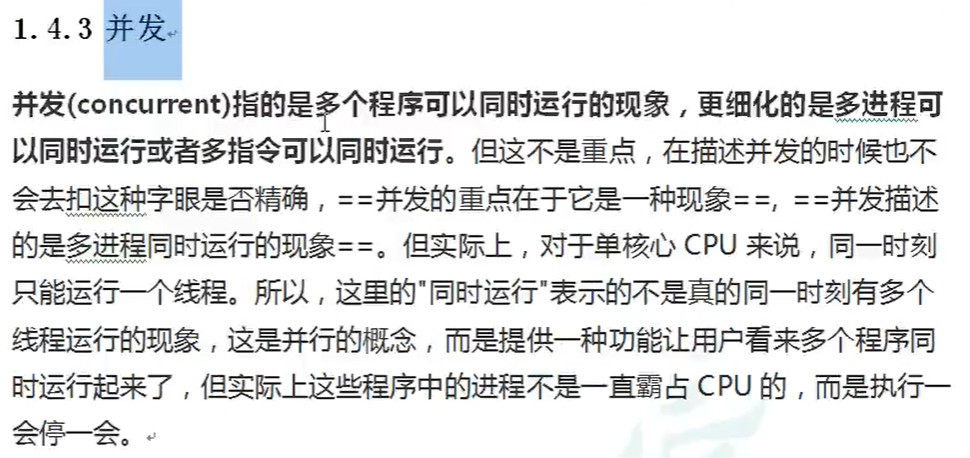 1.4.3 并发
并发(concurrent)指的是多个程序可以同时运行的现象，更细化的是多进程可
以同时运行或者多指令可以同时运行。但这不是重点，在描述并发的时候也不
会去扣这种字眼是否精确，==并发的重点在于它是一种现象==, ==并发描述
的是多进程同时运行的现象==。但实际上，对于单核心 CPU 来说，同一时刻
只能运行一个线程。所以，这里的"同时运行"表示的不是真的同一时刻有多个
线程运行的现象，这是并行的概念，而是提供一种功能让用户看来多个程序同
时运行起来了，但实际上这些程序中的进程不是一直霸占 CPU 的，而是执行一
会停一会。